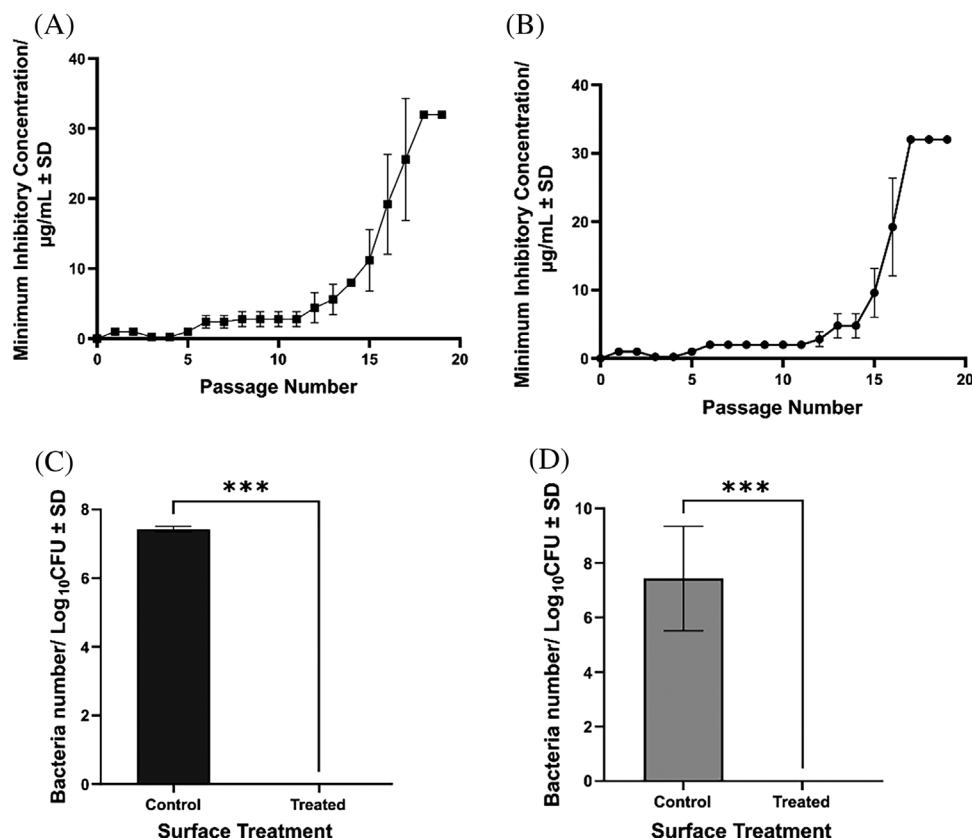 (A)
Minimum Inhibitory Concentration/
μg/mL ± SD
40
30
20
10
0
0
5
10
15
20
Passage Number
(B)
Minimum Inhibitory Concentration/
μg/mL ± SD
40
30
20
10
0
0
5
10
15
20
Passage Number
(C)
Bacteria number/ Log₁₀CFU ± SD
8
6
4
2
0
***
Control
Treated
Surface Treatment
(D)
Bacteria number/ Log₁₀CFU ± SD
10
8
6
4
2
0
***
Control
Treated
Surface Treatment